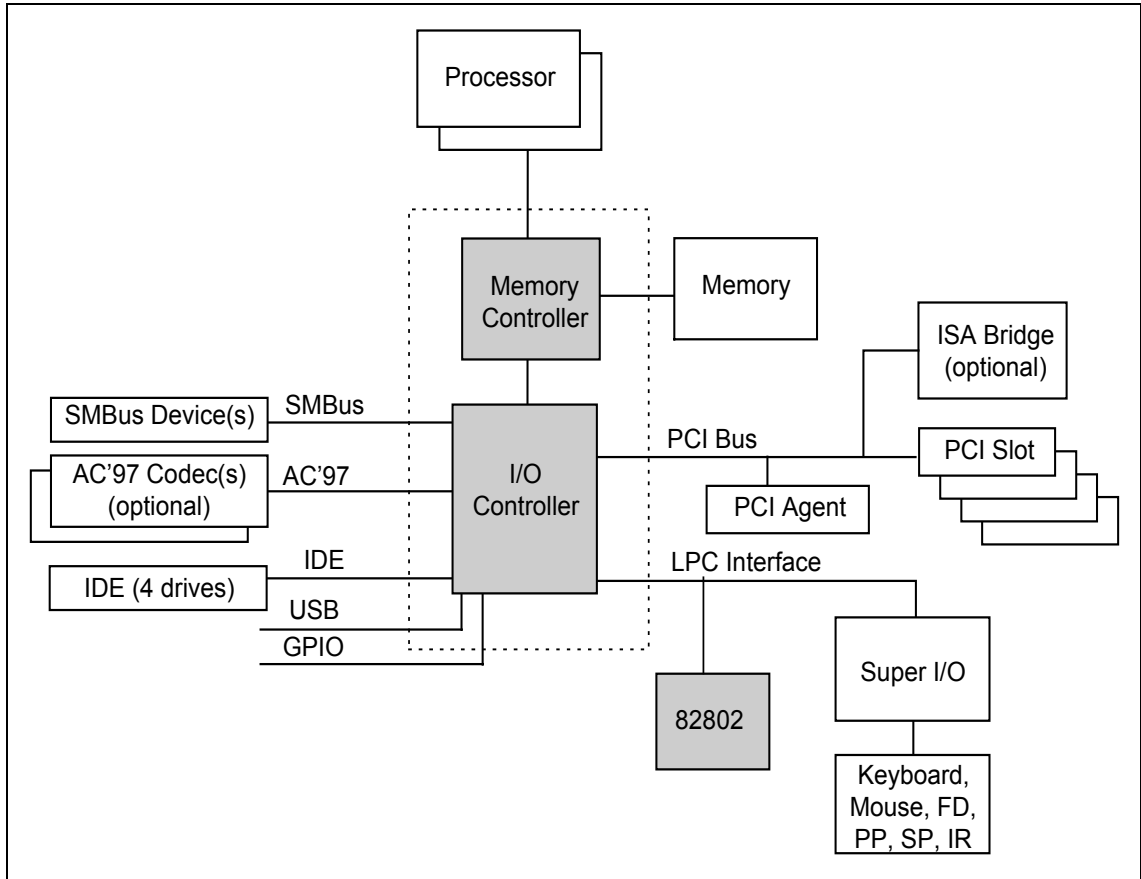 Processor
Memory
Controller
Memory
ISA Bridge
(optional)
SMBus Device(s)
SMBus
PCI Bus
PCI Slot
AC'97 Codec(s)
(optional)
AC'97
I/O
Controller
PCI Agent
IDE
LPC Interface
IDE (4 drives)
USB
GPIO
Super I/O
82802
Keyboard,
Mouse, FD,
PP, SP, IR